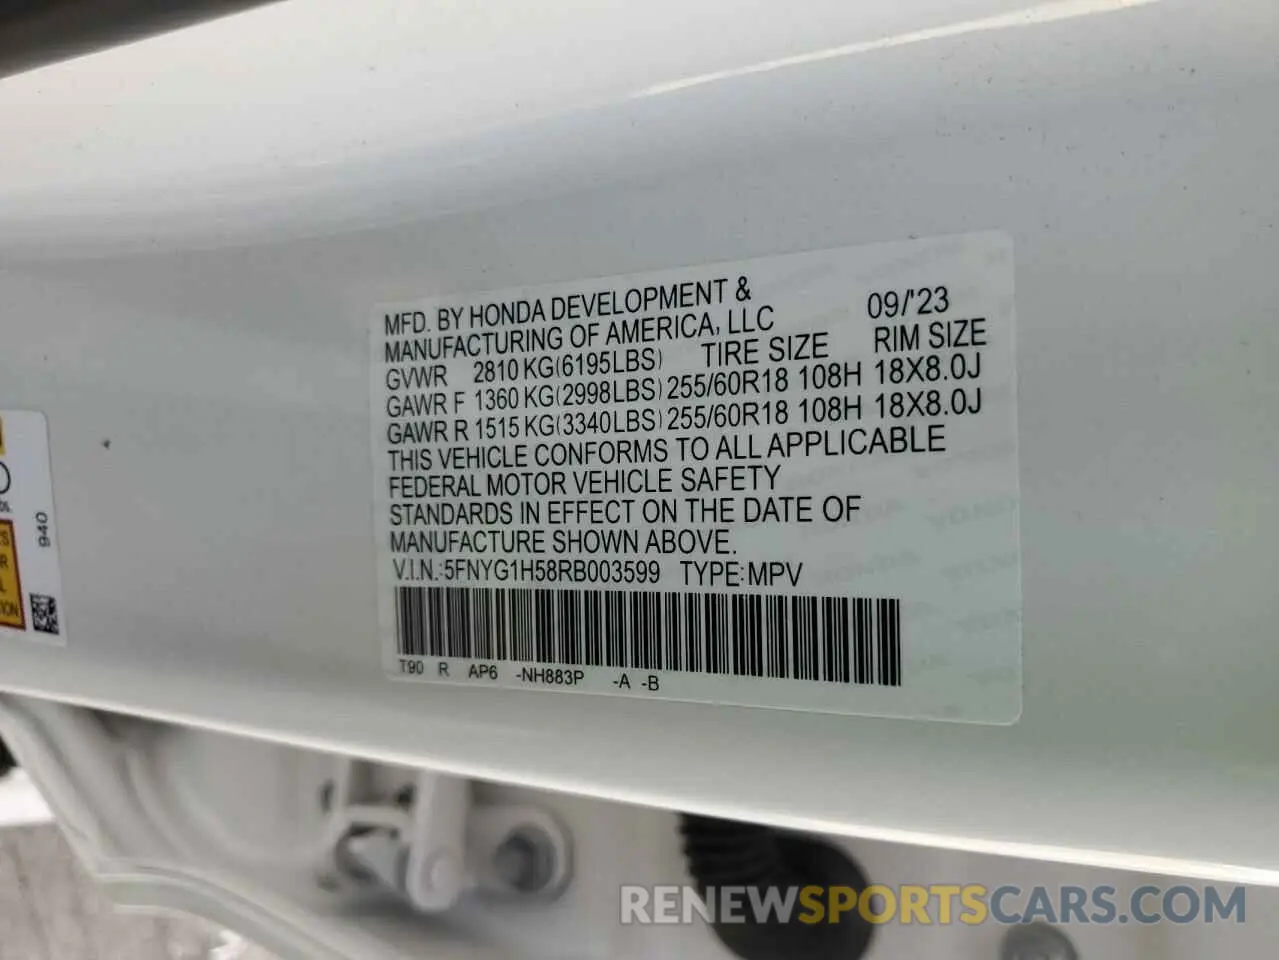 MFD. BY HONDA DEVELOPMENT &
MANUFACTURING OF AMERICA, LLC 09/'23
GVWR 2810 KG(6195LBS) TIRE SIZE RIM SIZE
GAWR F 1360 KG(2998LBS) 255/60R18 108H 18X8.0J
GAWR R 1515 KG(3340LBS) 255/60R18 108H 18X8.0J
THIS VEHICLE CONFORMS TO ALL APPLICABLE
FEDERAL MOTOR VEHICLE SAFETY
STANDARDS IN EFFECT ON THE DATE OF
MANUFACTURE SHOWN ABOVE.
V.I.N.:5FNYG1H58RB003599 TYPE:MPV
T90 R AP6 -NH883P -A -B
940
RENEWSPORTSCARS.COM